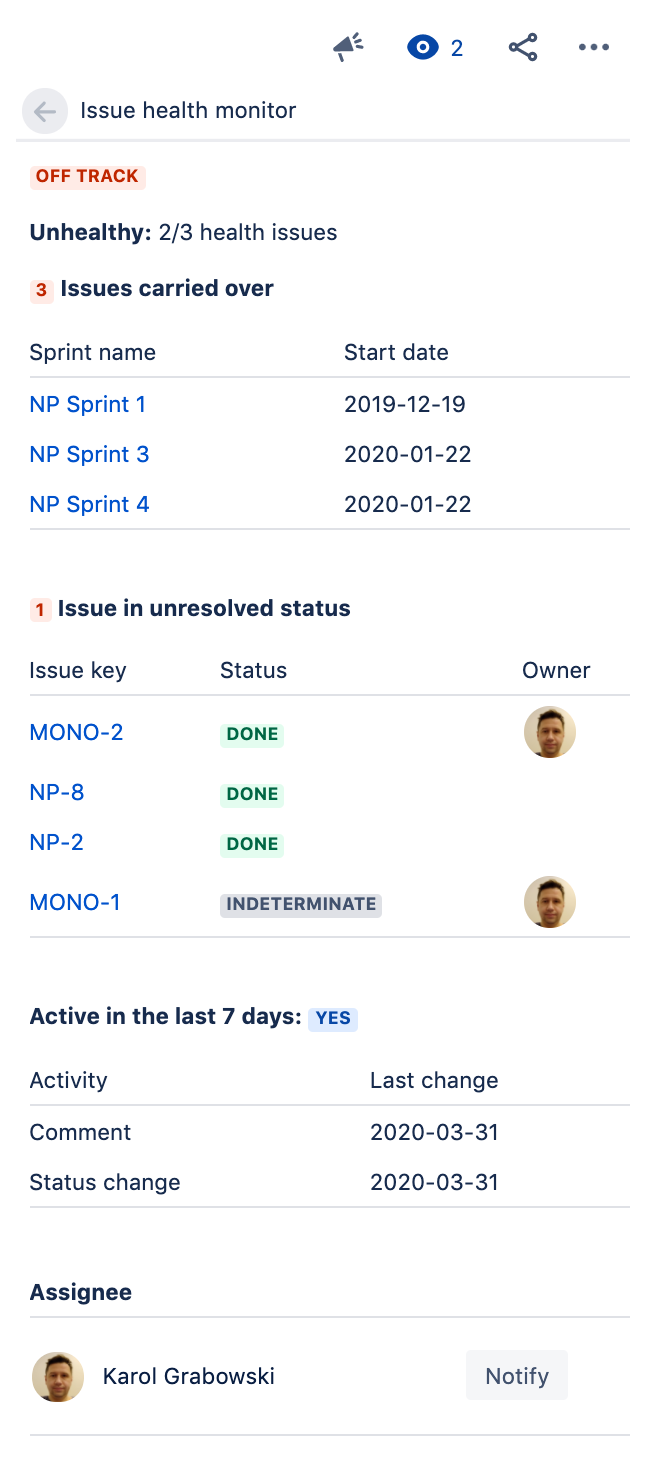 2
Issue health monitor
OFF TRACK
Unhealthy: 2/3 health issues
3 Issues carried over
Sprint name Start date
NP Sprint 1 2019-12-19
NP Sprint 3 2020-01-22
NP Sprint 4 2020-01-22
1 Issue in unresolved status
Issue key Status Owner
MONO-2 DONE
NP-8 DONE
NP-2 DONE
MONO-1 INDETERMINATE
Active in the last 7 days: YES
Activity Last change
Comment 2020-03-31
Status change 2020-03-31
Assignee
Karol Grabowski Notify